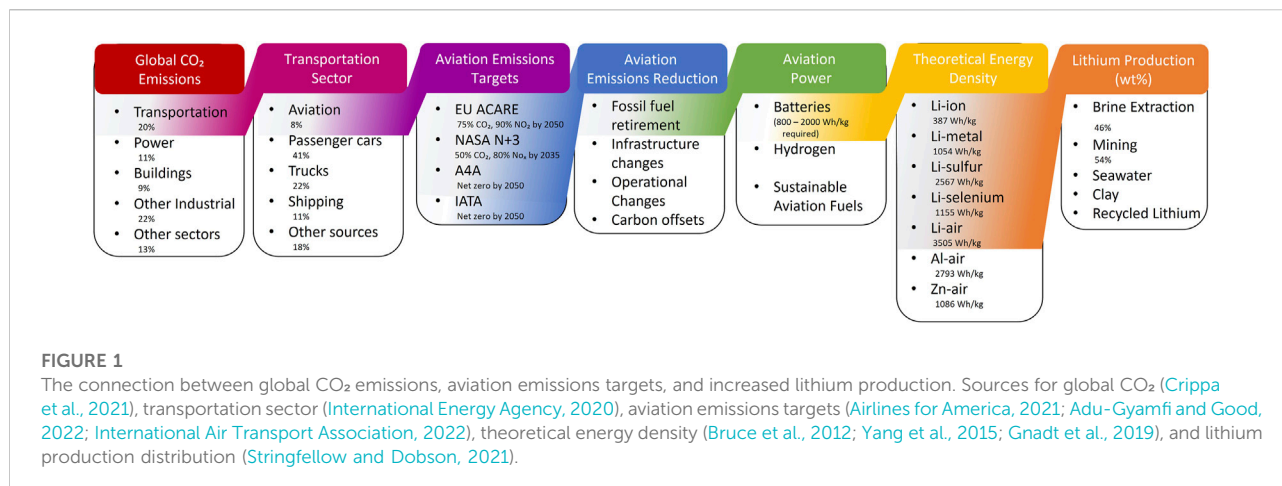 Global CO₂
Emissions
• Transportation
20%
• Power
11%
• Buildings
9%
• Other Industrial
22%
• Other sectors
13%
Transportation
Sector
• Aviation
8%
• Passenger cars
41%
• Trucks
22%
• Shipping
11%
• Other sources
18%
Aviation Emissions
Targets
• EU ACARE
75% CO₂, 90% NO₂ by 2050
• NASA N+3
50% CO₂, 80% Noₓ by 2035
• A4A
Net zero by 2050
• IATA
Net zero by 2050
Aviation
Emissions Reduction
• Fossil fuel
retirement
• Infrastructure
changes
• Operational
Changes
• Carbon offsets
Aviation
Power
• Batteries
(800 – 2000 Wh/kg
required)
• Hydrogen
• Sustainable
Aviation Fuels
Theoretical Energy
Density
• Li-ion
387 Wh/kg
• Li-metal
1054 Wh/kg
• Li-sulfur
2567 Wh/kg
• Li-selenium
1155 Wh/kg
• Li-air
3505 Wh/kg
• Al-air
2793 Wh/kg
• Zn-air
1086 Wh/kg
Lithium Production
(wt%)
• Brine Extraction
46%
• Mining
54%
• Seawater
• Clay
• Recycled Lithium
FIGURE 1
The connection between global CO₂ emissions, aviation emissions targets, and increased lithium production. Sources for global CO₂ (Crippa
et al., 2021), transportation sector (International Energy Agency, 2020), aviation emissions targets (Airlines for America, 2021; Adu-Gyamfi and Good,
2022; International Air Transport Association, 2022), theoretical energy density (Bruce et al., 2012; Yang et al., 2015; Gnadt et al., 2019), and lithium
production distribution (Stringfellow and Dobson, 2021).